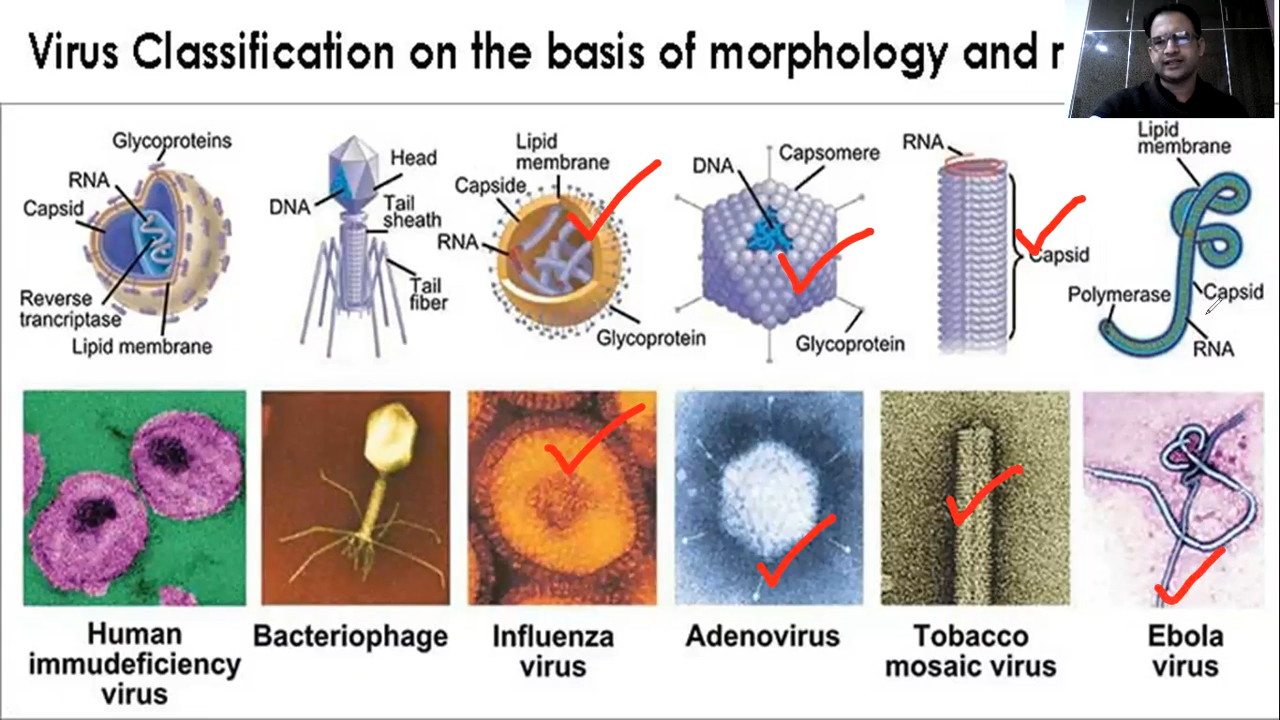 Virus Classification on the basis of morphology and r
Glycoproteins
RNA
Capsid
Reverse
trancriptase
Lipid membrane
Head
DNA
Tail
sheath
Tail
fiber
Lipid
membrane
Capside
RNA
Glycoprotein
DNA
Capsomere
Glycoprotein
RNA
Capsid
Lipid
membrane
Polymerase
Capsid
RNA
Human
immudeficiency
virus
Bacteriophage
Influenza
virus
Adenovirus
Tobacco
mosaic virus
Ebola
virus